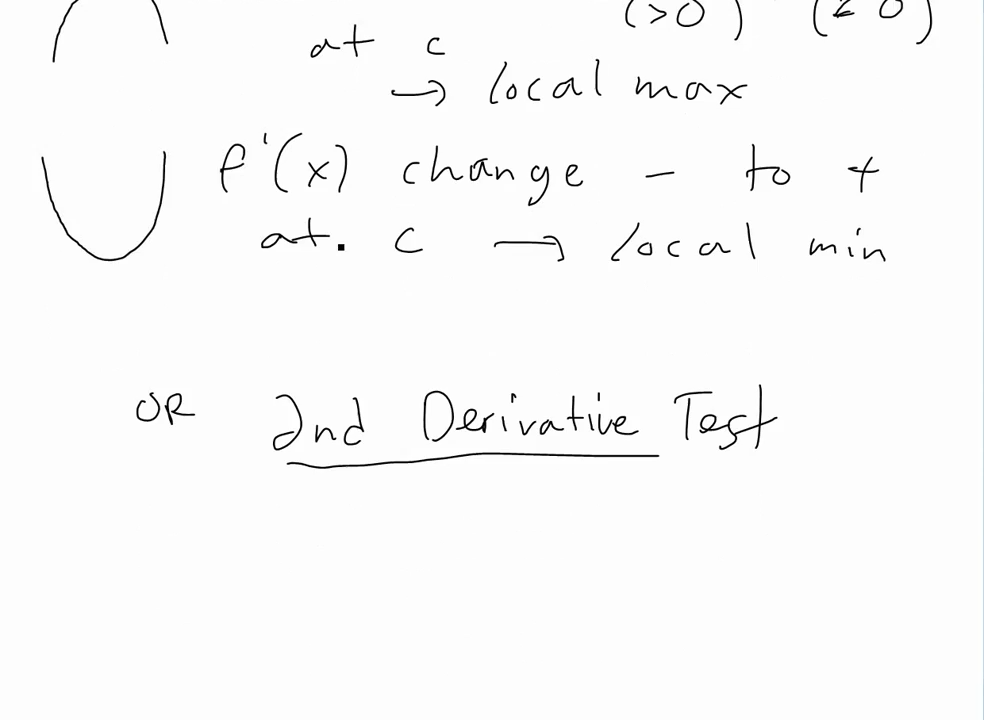 (>0) (< 0)
at c
→ local max
f'(x) change - to +
at. c → local min
OR 2nd Derivative Test